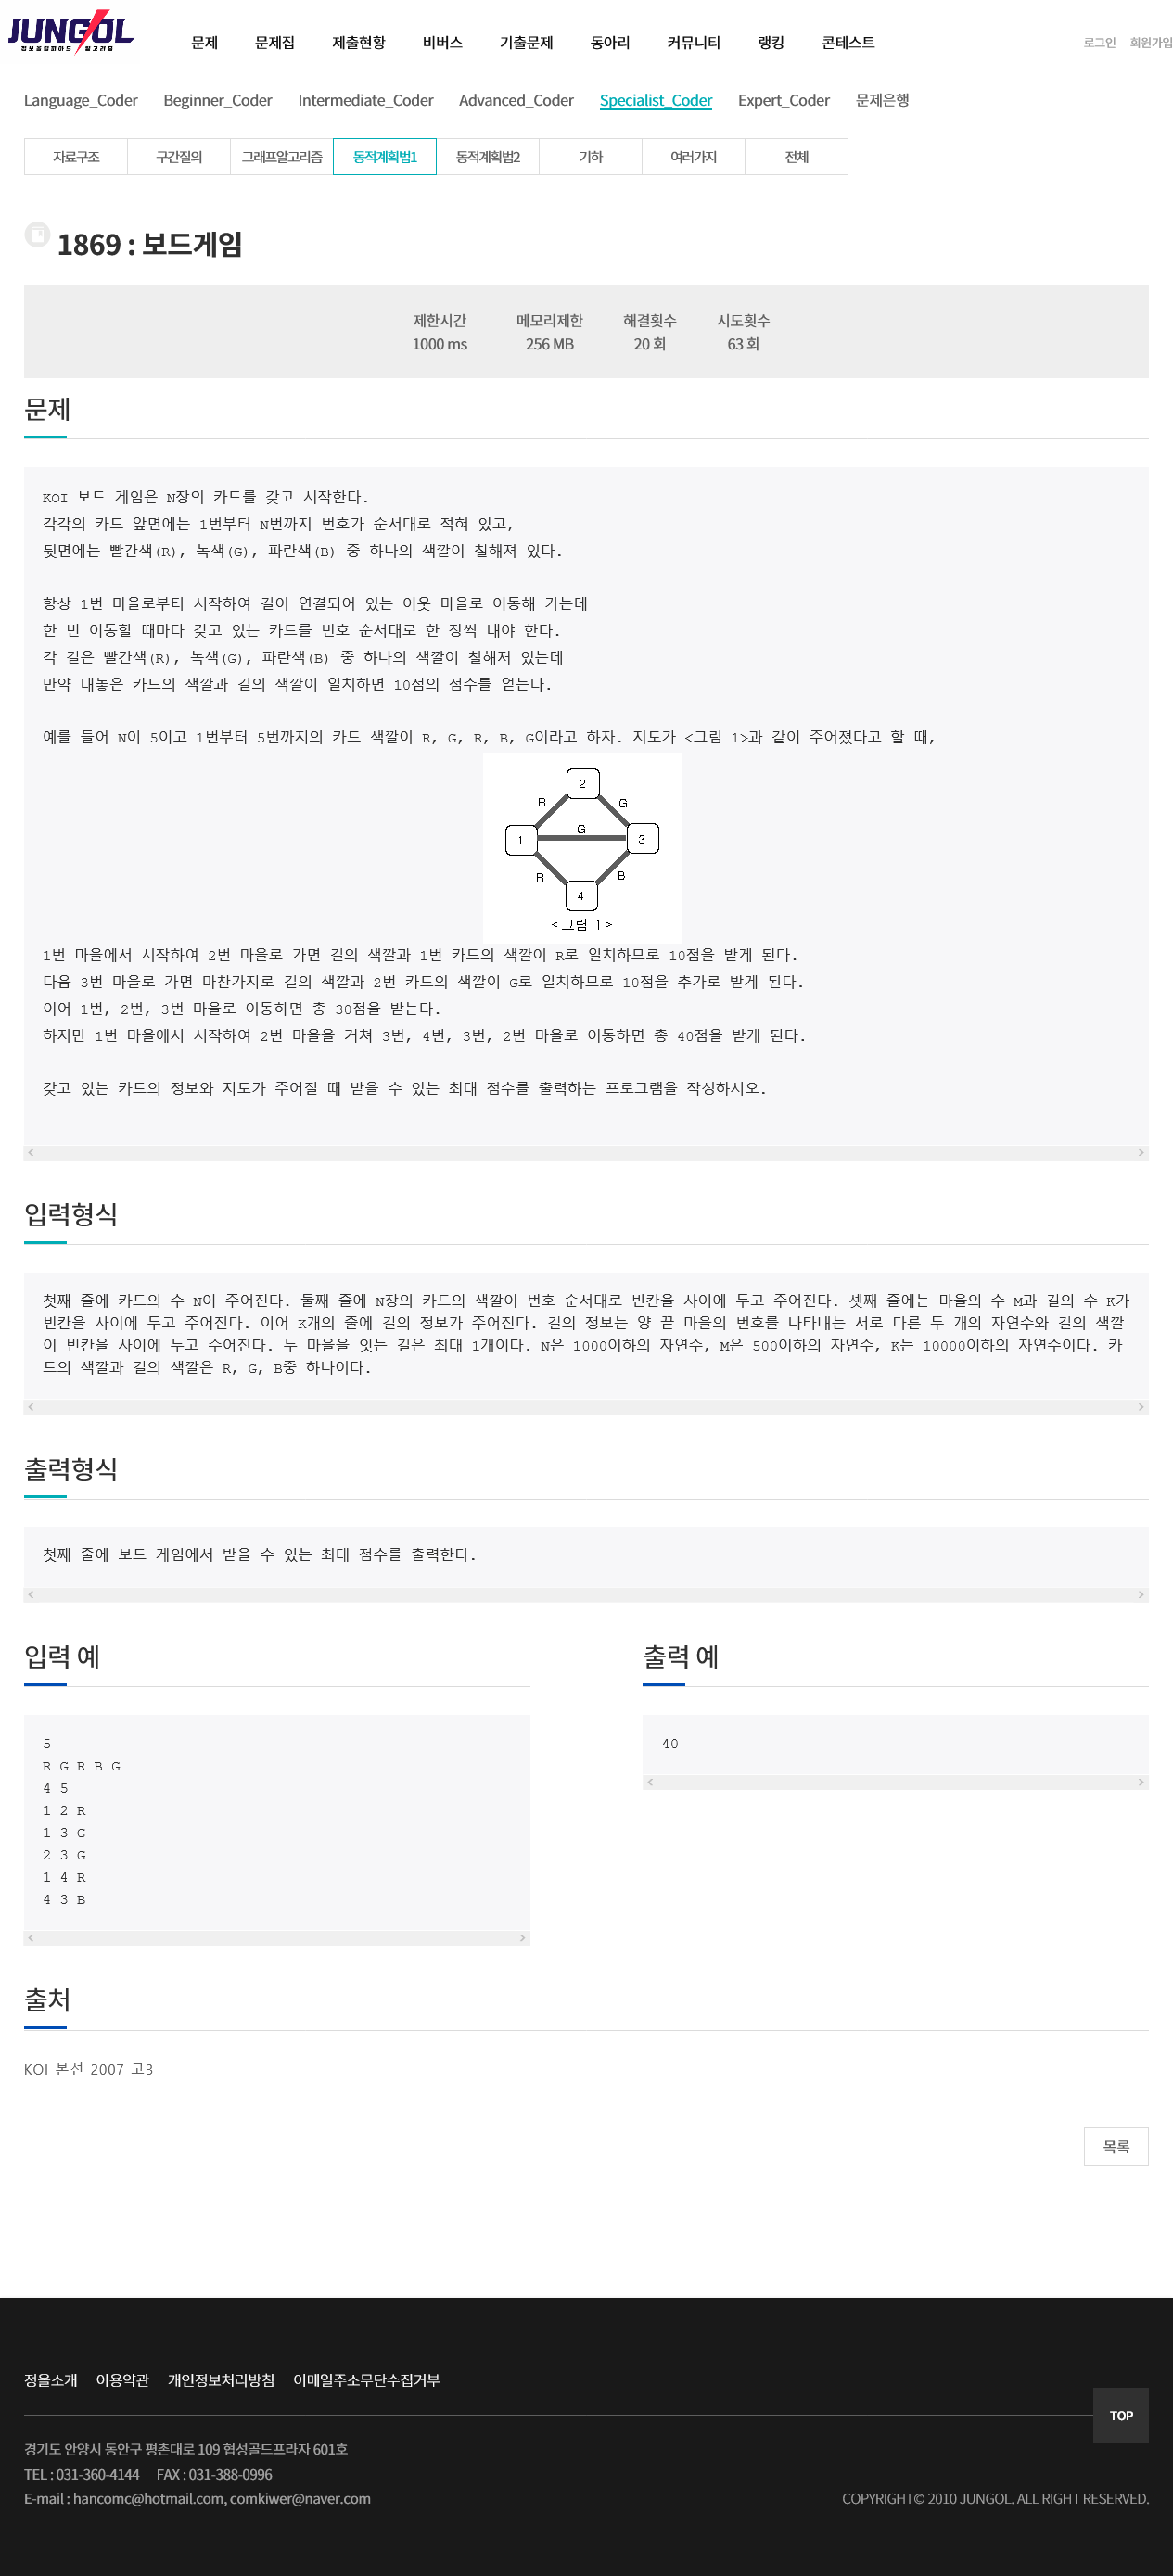 JUNGOL
정보올림피아드 알고리즘
문제 문제집 제출현황 비버스 기출문제 동아리 커뮤니티 랭킹 콘테스트 로그인 회원가입
Language_Coder Beginner_Coder Intermediate_Coder Advanced_Coder Specialist_Coder Expert_Coder 문제은행
자료구조 구간질의 그래프알고리즘 동적계획법1 동적계획법2 기하 여러가지 전체
1869 : 보드게임
제한시간 메모리제한 해결횟수 시도횟수
1000 ms 256 MB 20 회 63 회
문제
KOI 보드 게임은 N장의 카드를 갖고 시작한다.
각각의 카드 앞면에는 1번부터 N번까지 번호가 순서대로 적혀 있고,
뒷면에는 빨간색(R), 녹색(G), 파란색(B) 중 하나의 색깔이 칠해져 있다.
항상 1번 마을로부터 시작하여 길이 연결되어 있는 이웃 마을로 이동해 가는데
한 번 이동할 때마다 갖고 있는 카드를 번호 순서대로 한 장씩 내야 한다.
각 길은 빨간색(R), 녹색(G), 파란색(B) 중 하나의 색깔이 칠해져 있는데
만약 내놓은 카드의 색깔과 길의 색깔이 일치하면 10점의 점수를 얻는다.
예를 들어 N이 5이고 1번부터 5번까지의 카드 색깔이 R, G, R, B, G이라고 하자. 지도가 <그림 1>과 같이 주어졌다고 할 때,
2
R G
G
1 3
R B
4
<그림 1>
1번 마을에서 시작하여 2번 마을로 가면 길의 색깔과 1번 카드의 색깔이 R로 일치하므로 10점을 받게 된다.
다음 3번 마을로 가면 마찬가지로 길의 색깔과 2번 카드의 색깔이 G로 일치하므로 10점을 추가로 받게 된다.
이어 1번, 2번, 3번 마을로 이동하면 총 30점을 받는다.
하지만 1번 마을에서 시작하여 2번 마을을 거쳐 3번, 4번, 3번, 2번 마을로 이동하면 총 40점을 받게 된다.
갖고 있는 카드의 정보와 지도가 주어질 때 받을 수 있는 최대 점수를 출력하는 프로그램을 작성하시오.
입력형식
첫째 줄에 카드의 수 N이 주어진다. 둘째 줄에 N장의 카드의 색깔이 번호 순서대로 빈칸을 사이에 두고 주어진다. 셋째 줄에는 마을의 수 M과 길의 수 K가
빈칸을 사이에 두고 주어진다. 이어 K개의 줄에 길의 정보가 주어진다. 길의 정보는 양 끝 마을의 번호를 나타내는 서로 다른 두 개의 자연수와 길의 색깔
이 빈칸을 사이에 두고 주어진다. 두 마을을 잇는 길은 최대 1개이다. N은 1000이하의 자연수, M은 500이하의 자연수, K는 10000이하의 자연수이다. 카
드의 색깔과 길의 색깔은 R, G, B중 하나이다.
출력형식
첫째 줄에 보드 게임에서 받을 수 있는 최대 점수를 출력한다.
입력 예
5
R G R B G
4 5
1 2 R
1 3 G
2 3 G
1 4 R
4 3 B
출력 예
40
출처
KOI 본선 2007 고3
목록
정올소개 이용약관 개인정보처리방침 이메일주소무단수집거부
TOP
경기도 안양시 동안구 평촌대로 109 협성골드프라자 601호
TEL : 031-360-4144 FAX : 031-388-0996
E-mail : hancomc@hotmail.com, comkiwer@naver.com
COPYRIGHT© 2010 JUNGOL. ALL RIGHT RESERVED.